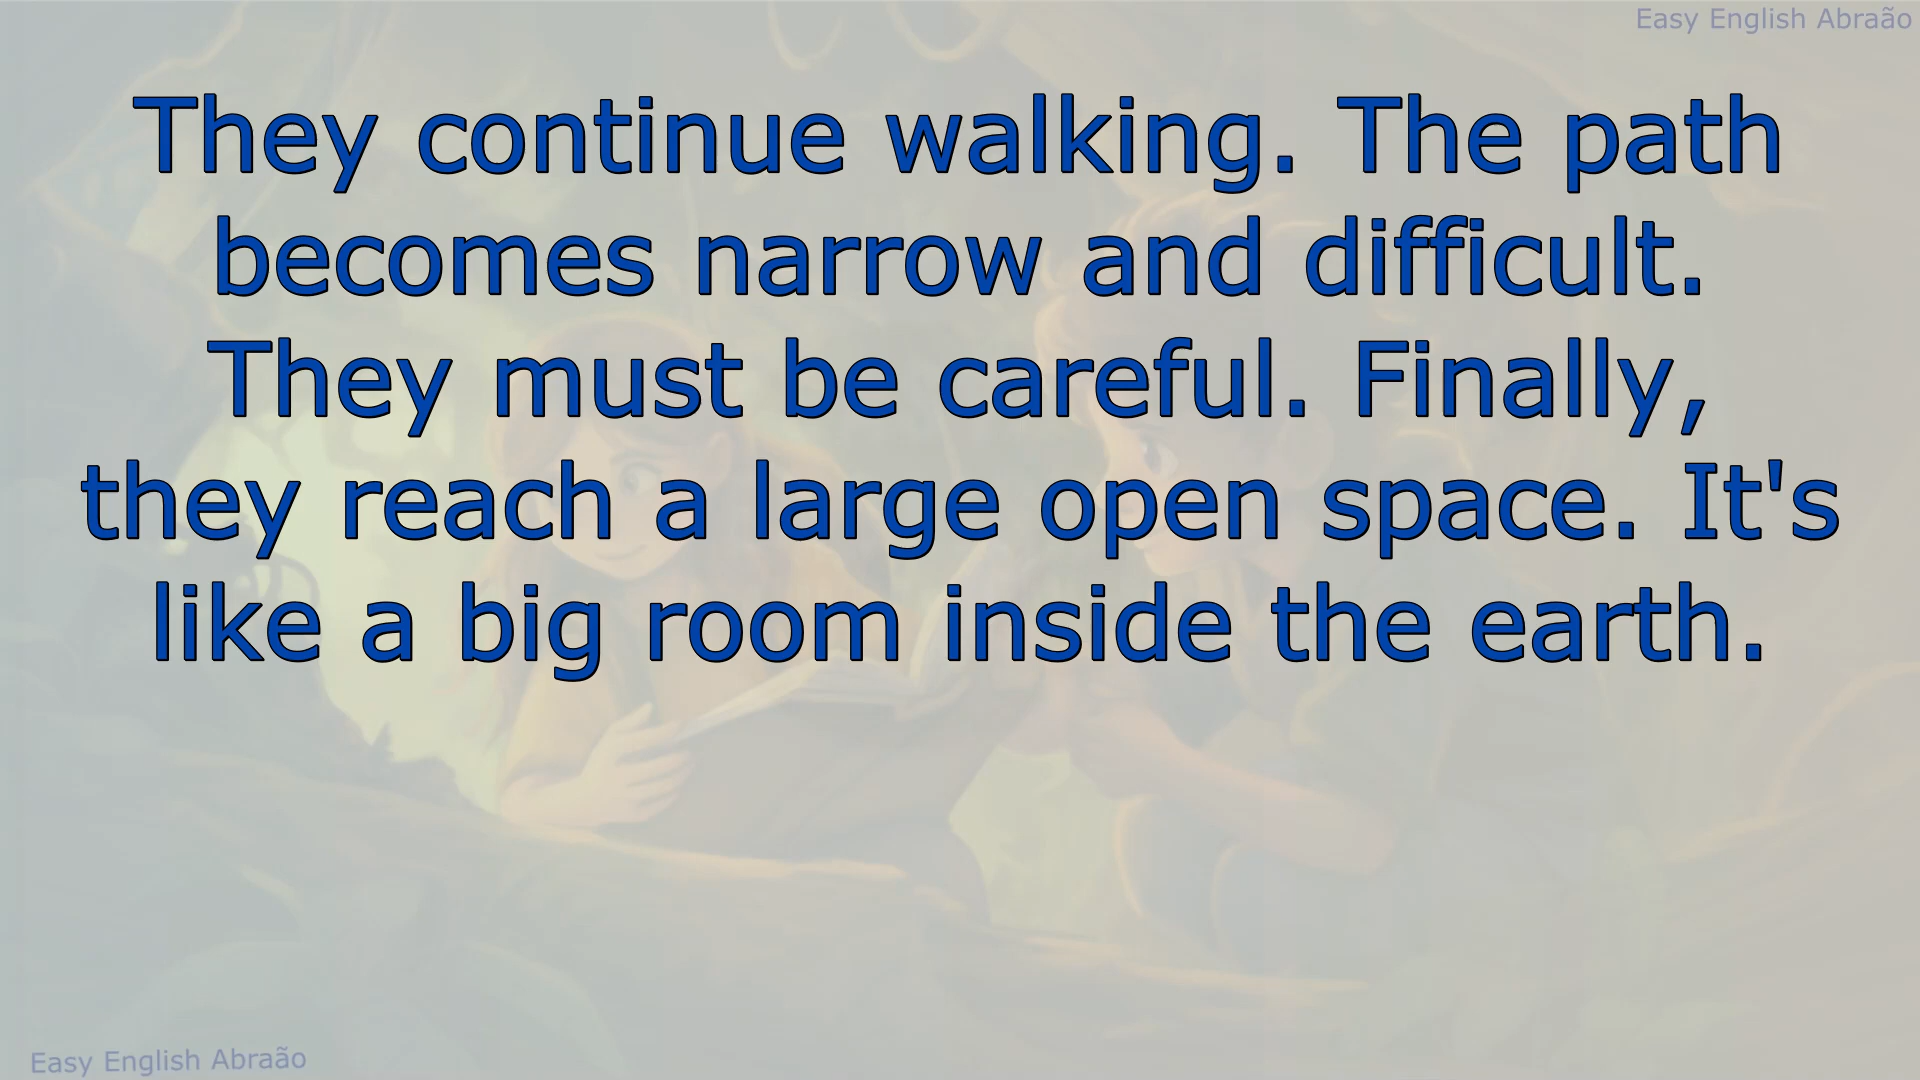 Easy English Abraão
They continue walking. The path
becomes narrow and difficult.
They must be careful. Finally,
they reach a large open space. It's
like a big room inside the earth.
Easy English Abraão